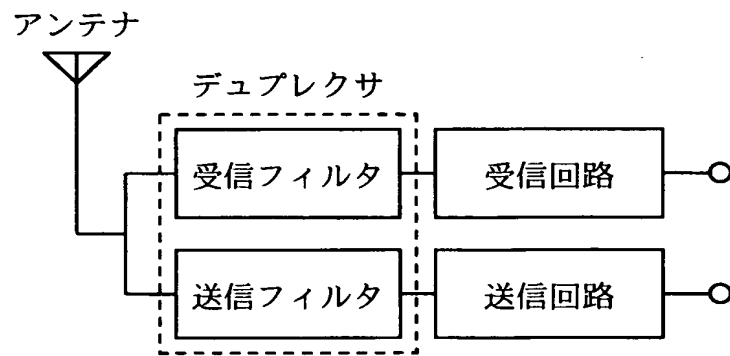 アンテナ
デュプレクサ
受信フィルタ
受信回路
送信フィルタ
送信回路